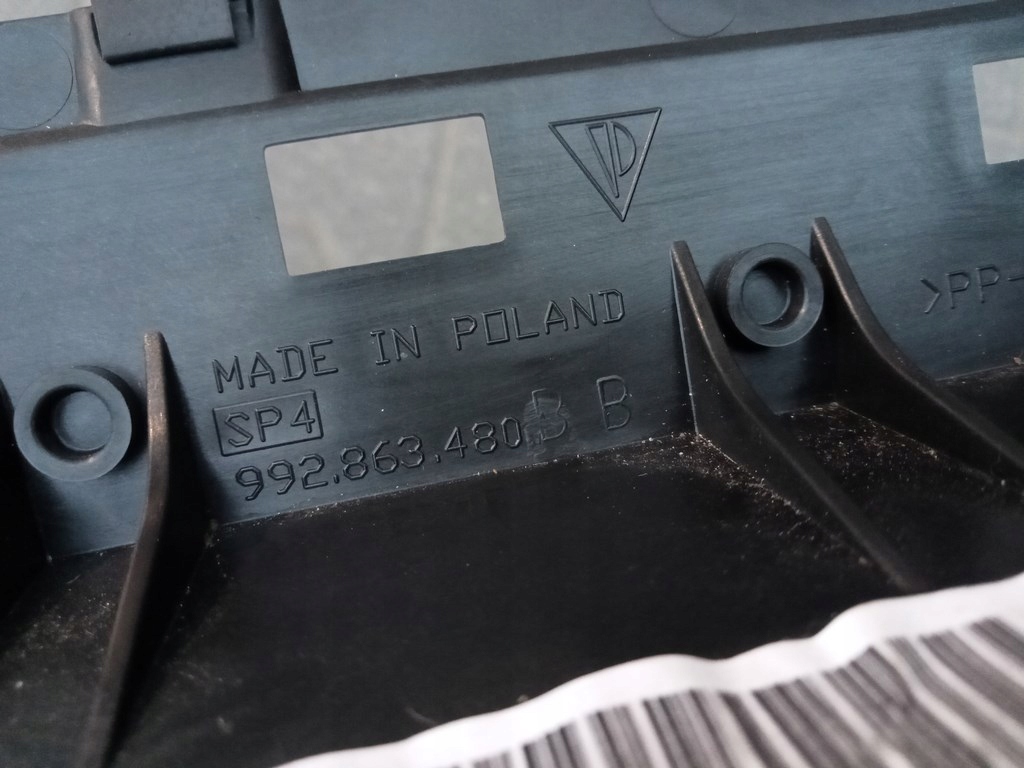 >PP-
MADE IN POLAND
SP4
992.863.480 B